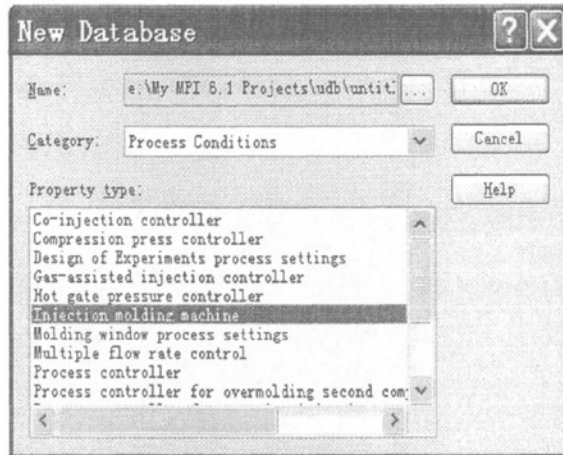 New Database
Name: e:\My MPI 6.1 Projects\udb\untit ... OK
Category: Process Conditions Cancel
Property type: Help
Co-injection controller
Compression press controller
Design of Experiments process settings
Gas-assisted injection controller
Hot gate pressure controller
Injection molding machine
Molding window process settings
Multiple flow rate control
Process controller
Process controller for overmolding second com